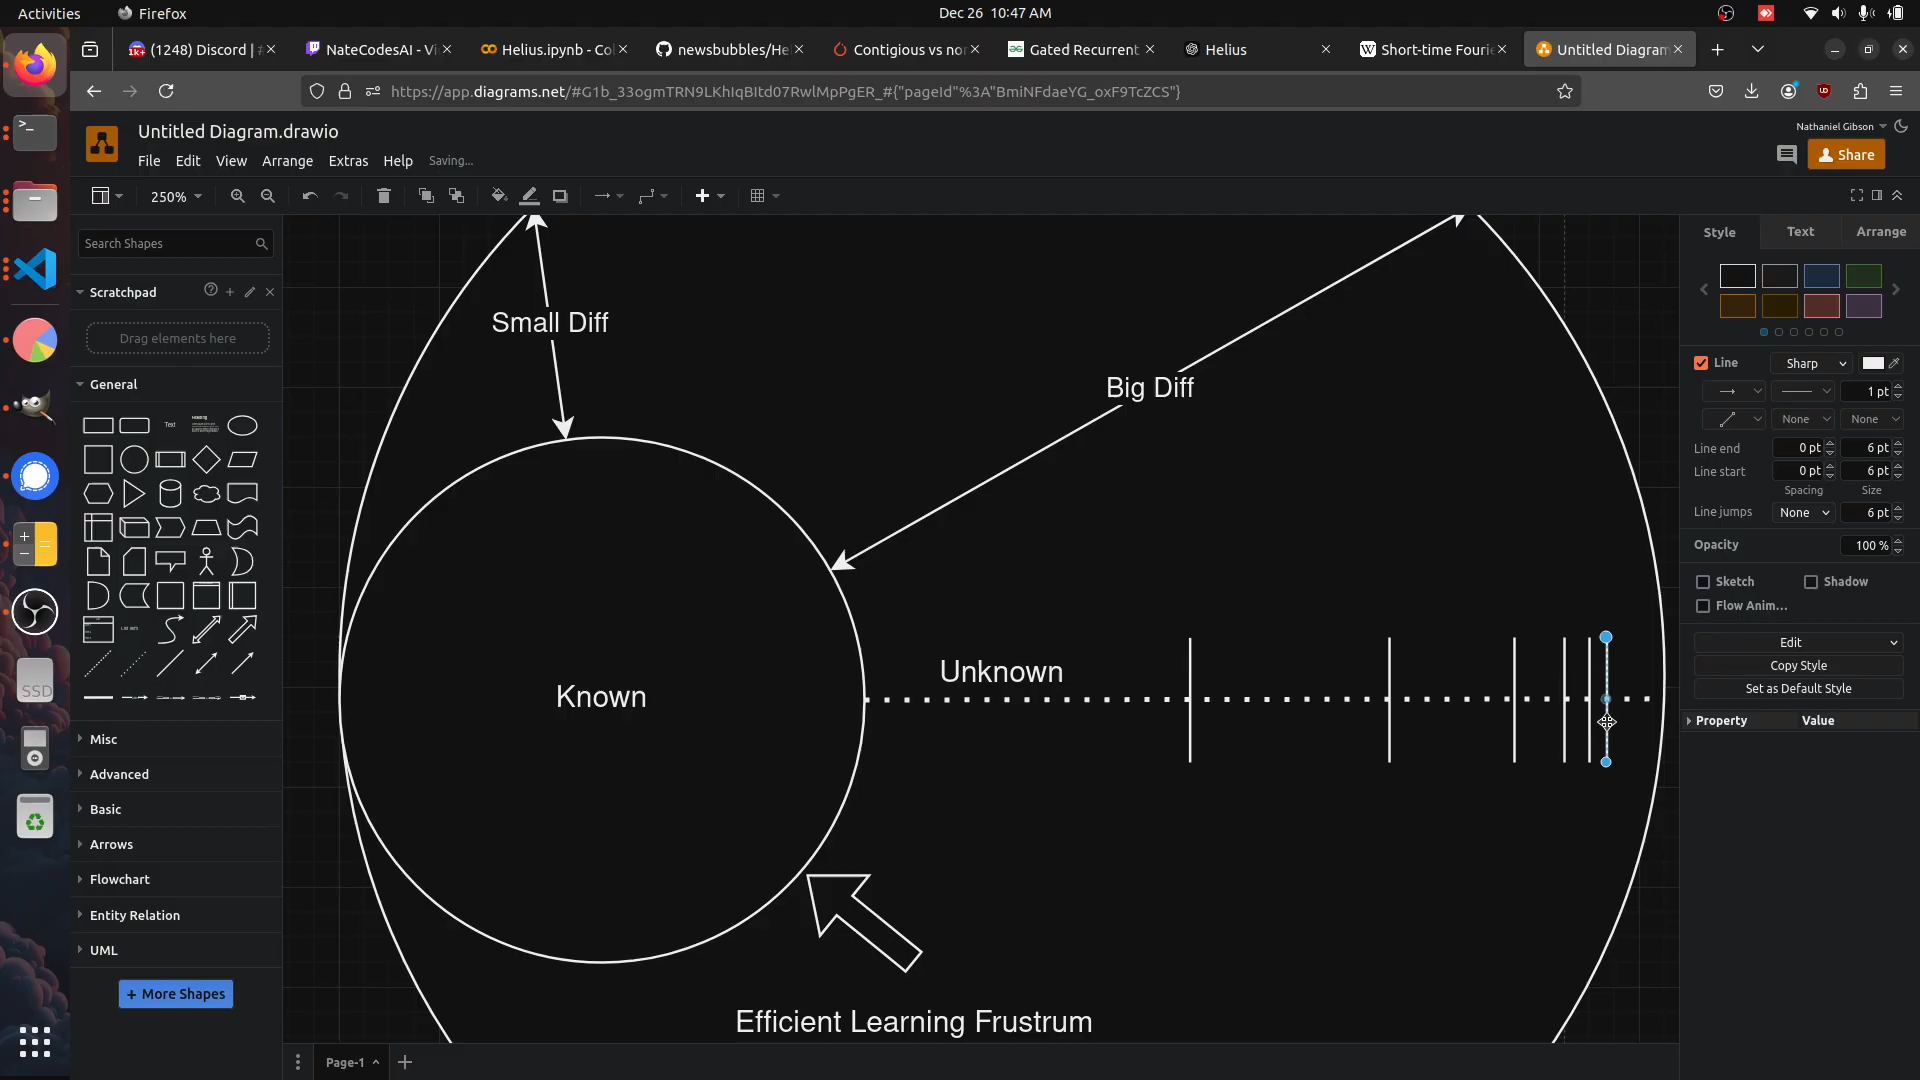 Activities
Firefox
Dec 26 10:47 AM
(1248) Discord | #
NateCodesAI - Vi
Helius.ipynb - Co
newsbubbles/He
Contigious vs no
Gated Recurrent
Helius
Short-time Fouri
Untitled Diagram
https://app.diagrams.net/#G1b_33ogmTRN9LKhIqBItd07RwlMpPgER_#{"pageId"%3A"BmiNFdaeYG_oxF9TcZCS"}
Untitled Diagram.drawio
Nathaniel Gibson
File Edit View Arrange Extras Help Saving...
Share
250%
Search Shapes
Scratchpad
Drag elements here
General
Text
Heading
Misc
Advanced
Basic
Arrows
Flowchart
Entity Relation
UML
+ More Shapes
SSD
Small Diff
Big Diff
Unknown
Known
Efficient Learning Frustrum
Page-1
Style Text Arrange
Line Sharp
1 pt
None None
Line end 0 pt 6 pt
Line start 0 pt 6 pt
Spacing Size
Line jumps None 6 pt
Opacity 100 %
Sketch Shadow
Flow Anim...
Edit
Copy Style
Set as Default Style
Property Value